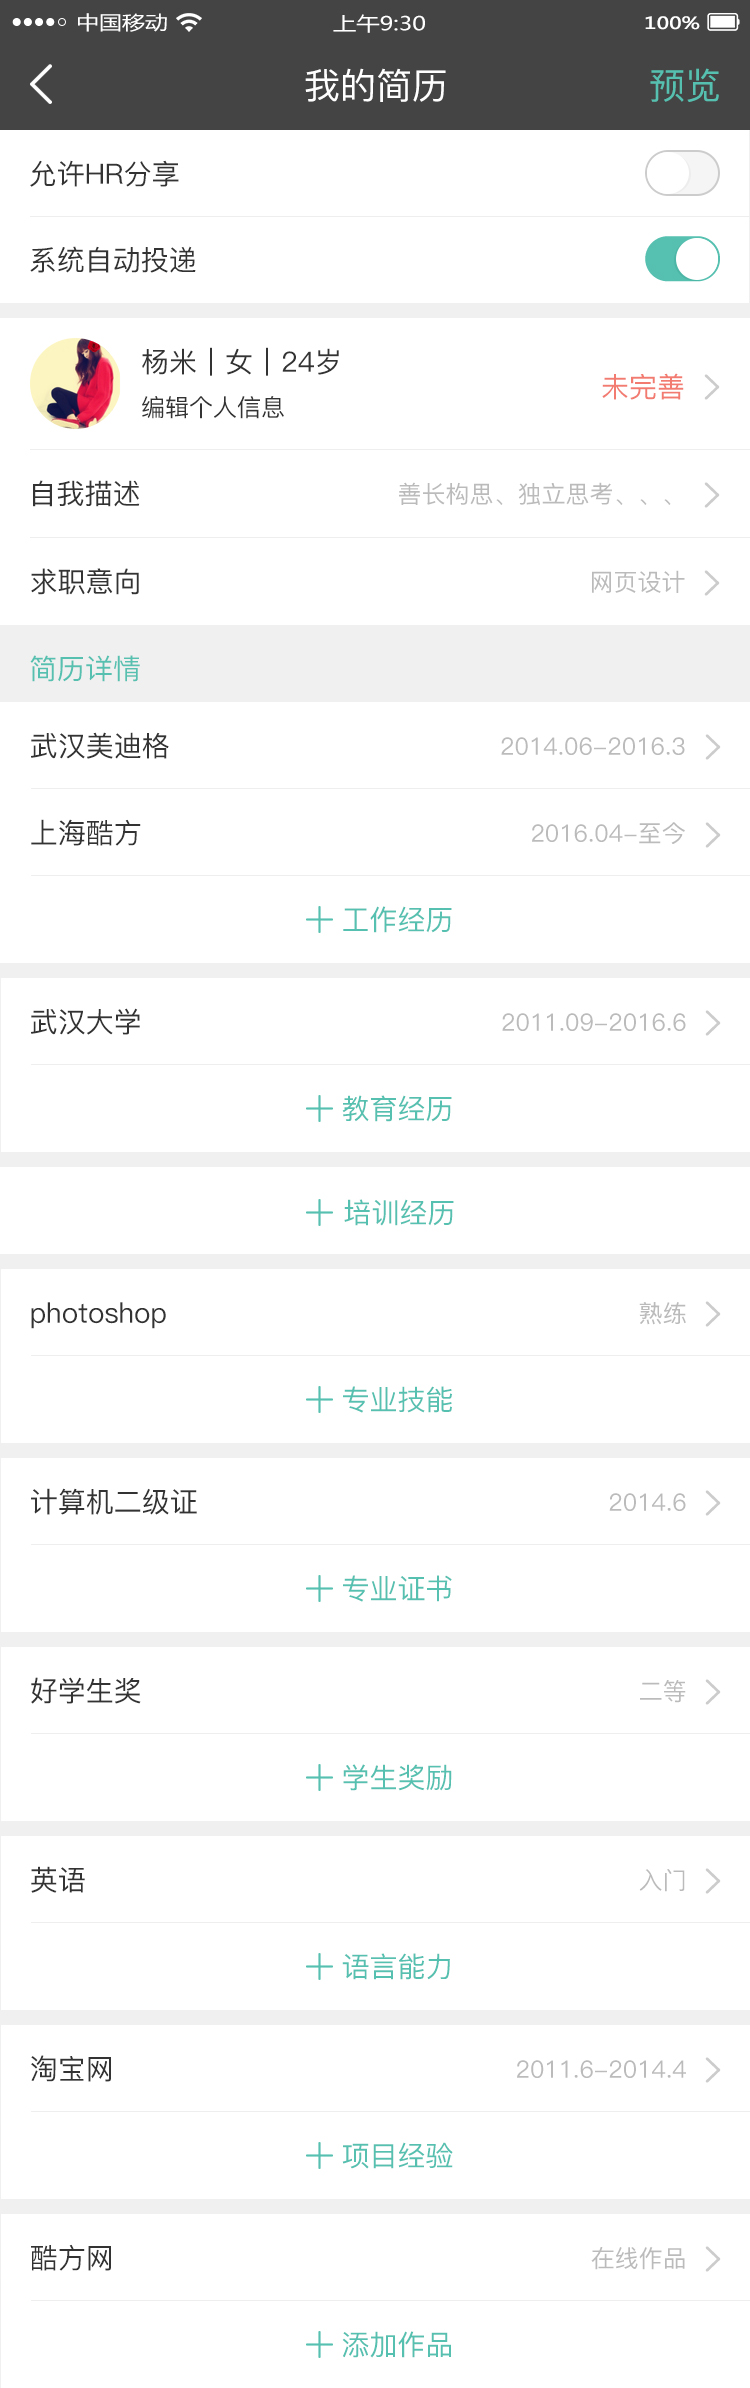 中国移动 上午9:30 100%
我的简历 预览
允许HR分享
系统自动投递
杨米 | 女 | 24岁
编辑个人信息 未完善
自我描述 善长构思、独立思考、、、
求职意向 网页设计
简历详情
武汉美迪格 2014.06-2016.3
上海酷方 2016.04-至今
+ 工作经历
武汉大学 2011.09-2016.6
+ 教育经历
+ 培训经历
photoshop 熟练
+ 专业技能
计算机二级证 2014.6
+ 专业证书
好学生奖 二等
+ 学生奖励
英语 入门
+ 语言能力
淘宝网 2011.6-2014.4
+ 项目经验
酷方网 在线作品
+ 添加作品